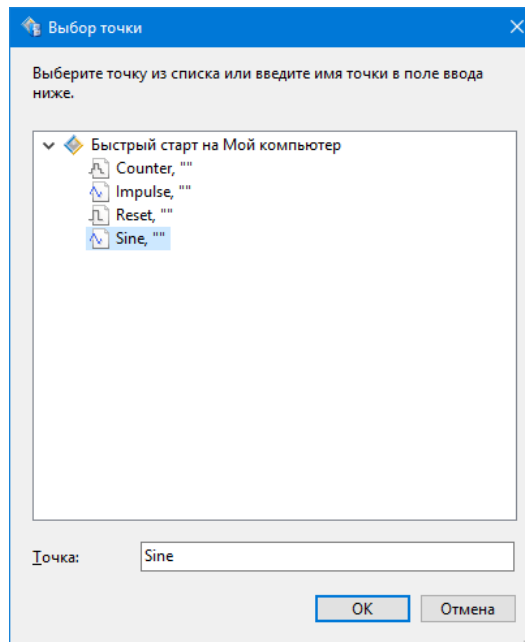 Выбор точки
Выберите точку из списка или введите имя точки в поле ввода
ниже.
Быстрый старт на Мой компьютер
Counter, ""
Impulse, ""
Reset, ""
Sine, ""
Точка: Sine
OK Отмена